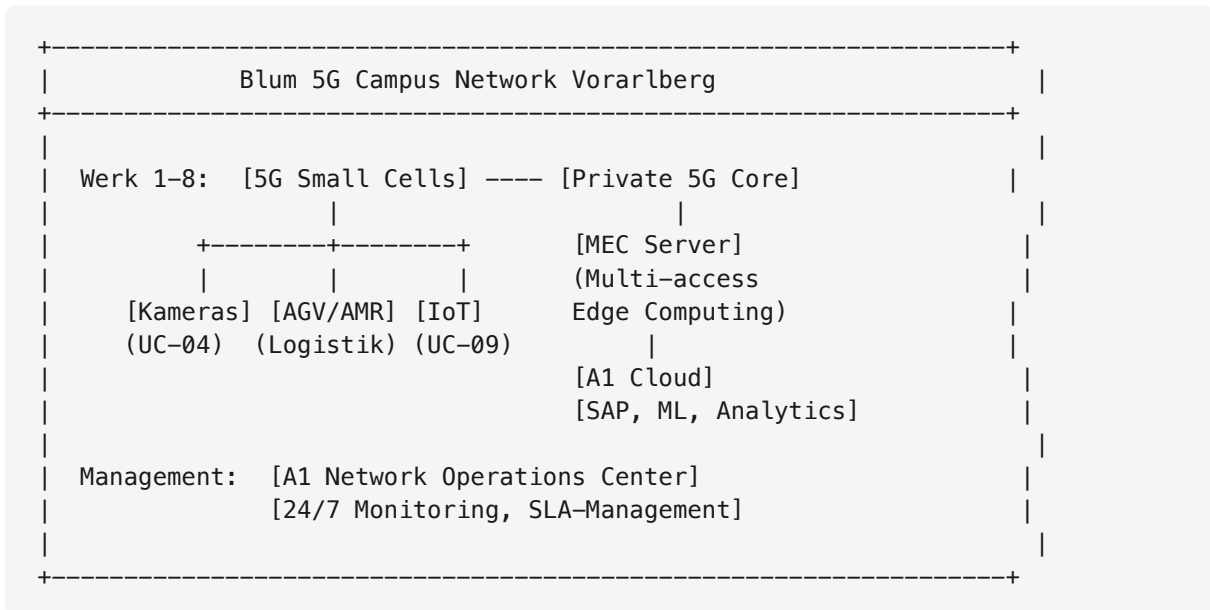 Blum 5G Campus Network Vorarlberg
Werk 1-8: [5G Small Cells] ---- [Private 5G Core]
[MEC Server]
(Multi-access
[Kameras] [AGV/AMR] [IoT] Edge Computing)
(UC-04) (Logistik) (UC-09)
[A1 Cloud]
[SAP, ML, Analytics]
Management: [A1 Network Operations Center]
[24/7 Monitoring, SLA-Management]